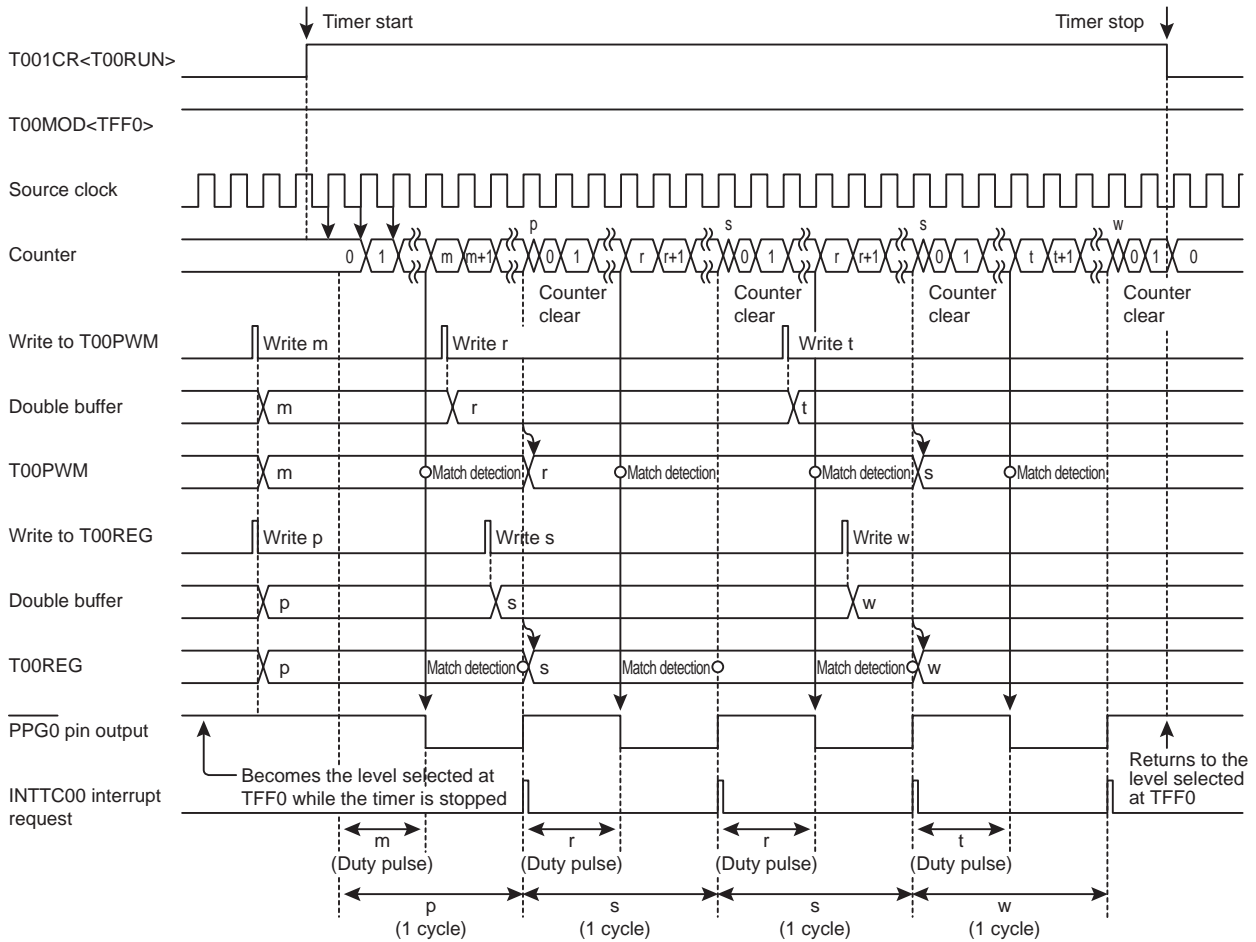 Timer start
Timer stop
T001CR<T00RUN>
T00MOD<TFF0>
Source clock
p s s w
Counter
0 1 m m+1 0 1 r r+1 0 1 r r+1 0 1 t t+1 0 1 0
Counter clear
Counter clear
Counter clear
Counter clear
Write to T00PWM
Write m
Write r
Write t
Double buffer
m
r
t
T00PWM
m
Match detection
r
Match detection
Match detection
s
Match detection
Write to T00REG
Write p
Write s
Write w
Double buffer
p
s
w
T00REG
p
Match detection
s
Match detection
Match detection
w
PPG0 pin output
Becomes the level selected at
TFF0 while the timer is stopped
Returns to the
level selected
at TFF0
INTTC00 interrupt
request
m
(Duty pulse)
r
(Duty pulse)
r
(Duty pulse)
t
(Duty pulse)
p
(1 cycle)
s
(1 cycle)
s
(1 cycle)
w
(1 cycle)